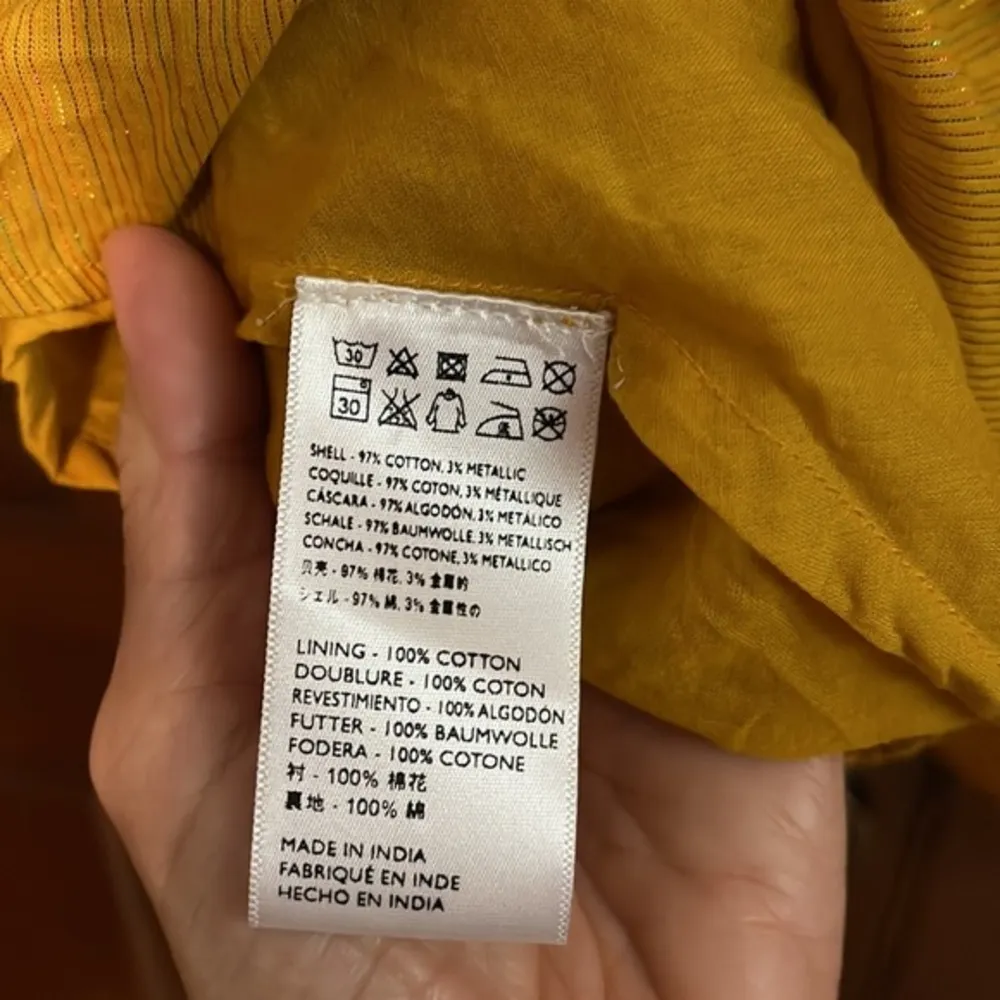 30
30
SHELL - 97% COTTON, 3% METALLIC
COQUILLE - 97% COTON, 3% MÉTALLIQUE
CÁSCARA - 97% ALGODÓN, 3% METÁLICO
SCHALE - 97% BAUMWOLLE, 3% METALLISCH
CONCHA - 97% COTONE, 3% METALLICO
贝壳 - 97% 棉花, 3% 金属的
シェル - 97% 綿, 3% 金属性の
LINING - 100% COTTON
DOUBLURE - 100% COTON
REVESTIMIENTO - 100% ALGODÓN
FUTTER - 100% BAUMWOLLE
FODERA - 100% COTONE
衬 - 100% 棉花
裏地 - 100% 綿
MADE IN INDIA
FABRIQUÉ EN INDE
HECHO EN INDIA